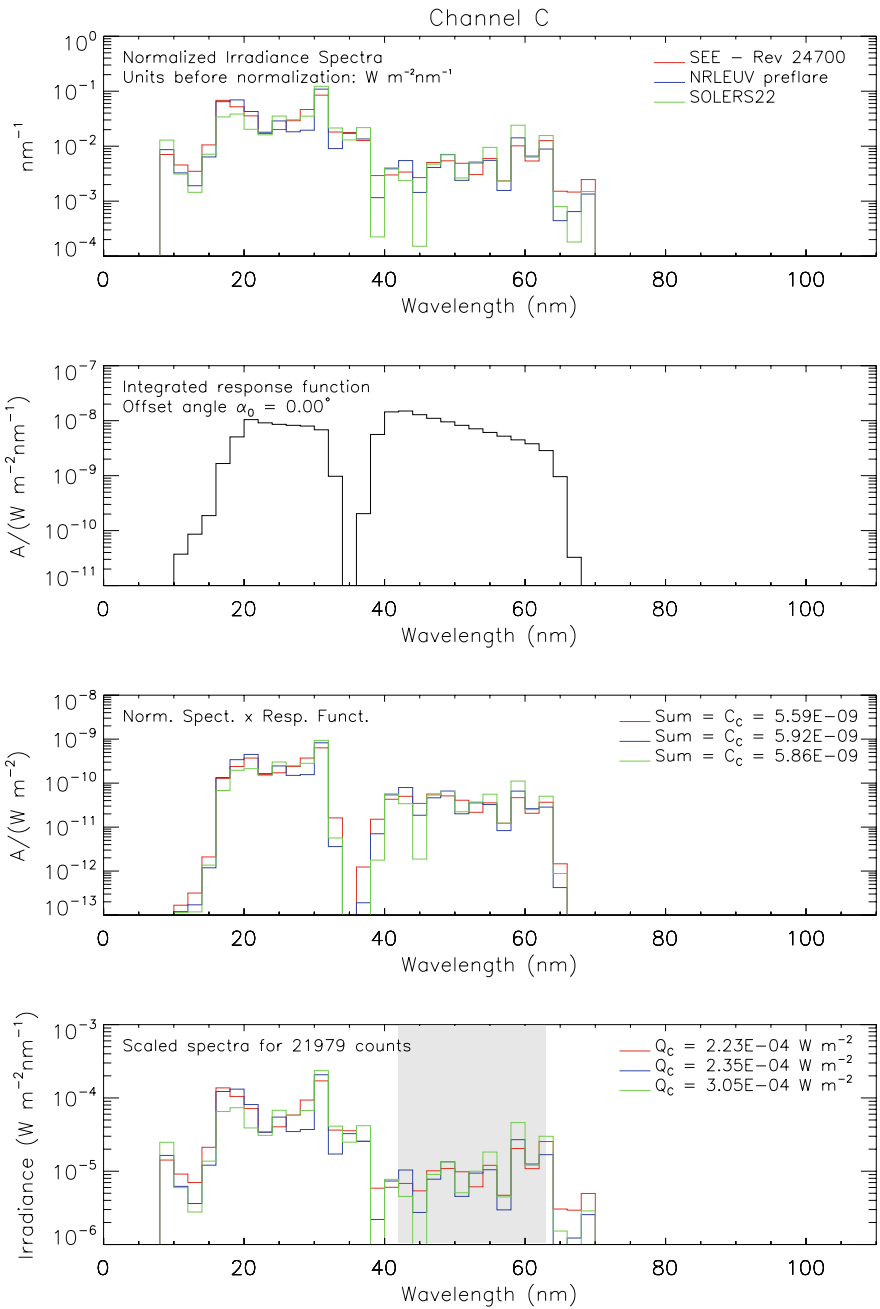 Channel C
10⁰
10⁻¹
10⁻²
10⁻³
10⁻⁴
nm⁻¹
Normalized Irradiance Spectra
Units before normalization: W m⁻²nm⁻¹
SEE – Rev 24700
NRLEUV preflare
SOLERS22
0 20 40 60 80 100
Wavelength (nm)
10⁻⁷
10⁻⁸
10⁻⁹
10⁻¹⁰
10⁻¹¹
A/(W m⁻²nm⁻¹)
Integrated response function
Offset angle α₀ = 0.00°
0 20 40 60 80 100
Wavelength (nm)
10⁻⁸
10⁻⁹
10⁻¹⁰
10⁻¹¹
10⁻¹²
10⁻¹³
A/(W m⁻²)
Norm. Spect. x Resp. Funct.
Sum = C_C = 5.59E−09
Sum = C_C = 5.92E−09
Sum = C_C = 5.86E−09
0 20 40 60 80 100
Wavelength (nm)
10⁻³
10⁻⁴
10⁻⁵
10⁻⁶
Irradiance (W m⁻²nm⁻¹)
Scaled spectra for 21979 counts
Q_C = 2.23E−04 W m⁻²
Q_C = 2.35E−04 W m⁻²
Q_C = 3.05E−04 W m⁻²
0 20 40 60 80 100
Wavelength (nm)